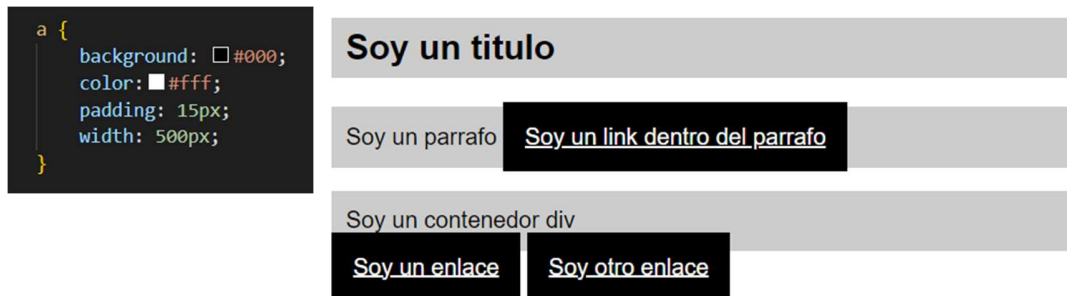 a {
background: #000;
color: #fff;
padding: 15px;
width: 500px;
}
Soy un titulo
Soy un parrafo Soy un link dentro del parrafo
Soy un contenedor div
Soy un enlace Soy otro enlace